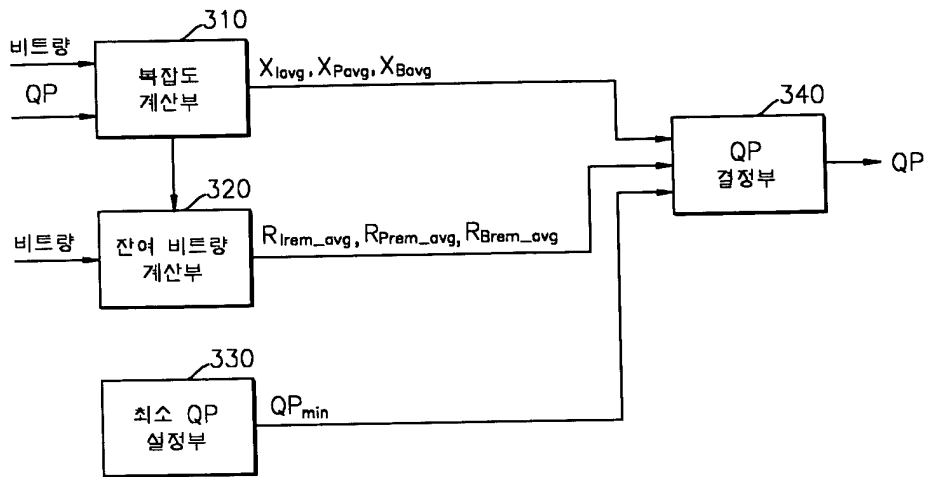 310
비트량
QP
복잡도
계산부
X_Iavg, X_Pavg, X_Bavg
340
QP
결정부
QP
320
비트량
잔여 비트량
계산부
R_Irem_avg, R_Prem_avg, R_Brem_avg
330
최소 QP
설정부
QP_min